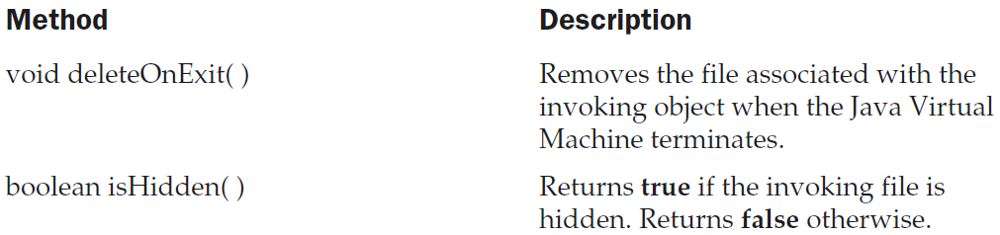 Method Description
void deleteOnExit( ) Removes the file associated with the
invoking object when the Java Virtual
Machine terminates.
boolean isHidden( ) Returns true if the invoking file is
hidden. Returns false otherwise.